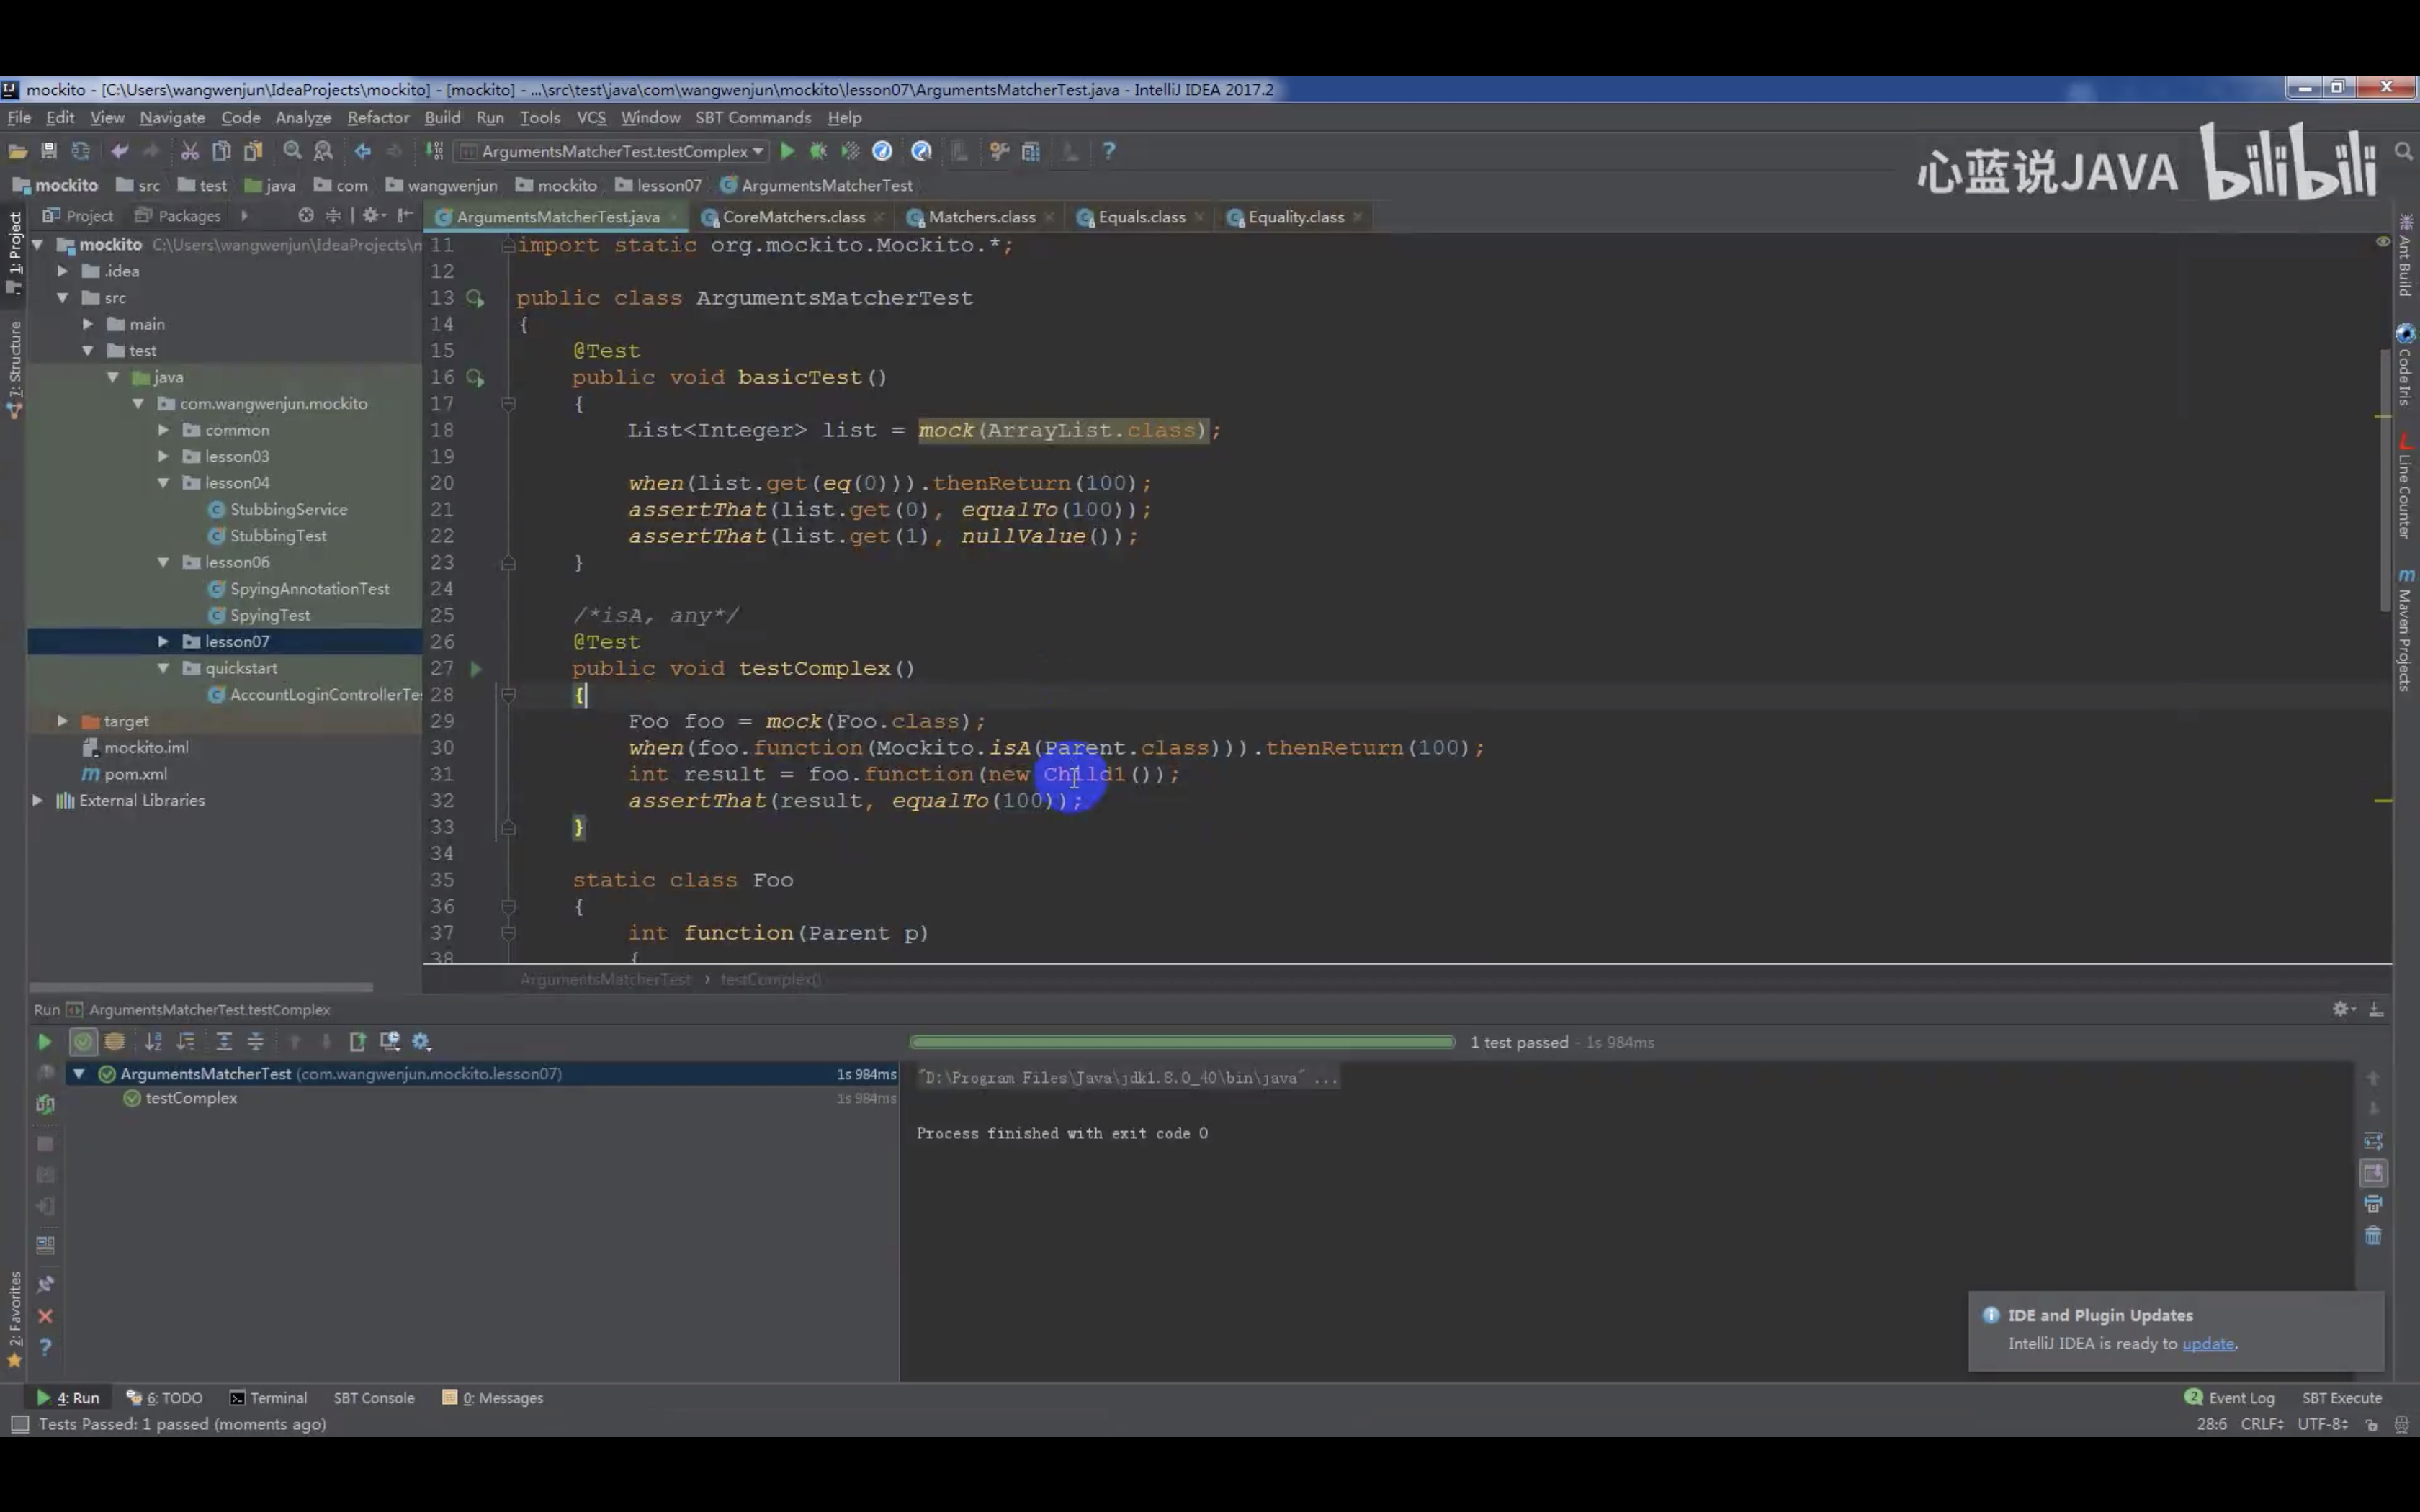 mockito - [C:\Users\wangwenjun\IdeaProjects\mockito] - [mockito] - ...\src\test\java\com\wangwenjun\mockito\lesson07\ArgumentsMatcherTest.java - IntelliJ IDEA 2017.2
File Edit View Navigate Code Analyze Refactor Build Run Tools VCS Window SBT Commands Help
ArgumentsMatcherTest.testComplex
心蓝说JAVA bilibili
mockito src test java com wangwenjun mockito lesson07 ArgumentsMatcherTest
Project Packages
ArgumentsMatcherTest.java CoreMatchers.class Matchers.class Equals.class Equality.class
1: Project
7: Structure
2: Favorites
mockito C:\Users\wangwenjun\IdeaProjects\m
.idea
src
main
test
java
com.wangwenjun.mockito
common
lesson03
lesson04
StubbingService
StubbingTest
lesson06
SpyingAnnotationTest
SpyingTest
lesson07
quickstart
AccountLoginControllerTes
target
mockito.iml
pom.xml
External Libraries
11 import static org.mockito.Mockito.*;
12
13 public class ArgumentsMatcherTest
14 {
15 @Test
16 public void basicTest()
17 {
18 List<Integer> list = mock(ArrayList.class);
19
20 when(list.get(eq(0))).thenReturn(100);
21 assertThat(list.get(0), equalTo(100));
22 assertThat(list.get(1), nullValue());
23 }
24
25 /*isA, any*/
26 @Test
27 public void testComplex()
28 {
29 Foo foo = mock(Foo.class);
30 when(foo.function(Mockito.isA(Parent.class))).thenReturn(100);
31 int result = foo.function(new Child1());
32 assertThat(result, equalTo(100));
33 }
34
35 static class Foo
36 {
37 int function(Parent p)
38 {
ArgumentsMatcherTest › testComplex()
Ant Build
Code Iris
Line Counter
Maven Projects
Run ArgumentsMatcherTest.testComplex
1 test passed - 1s 984ms
ArgumentsMatcherTest (com.wangwenjun.mockito.lesson07) 1s 984ms
testComplex 1s 984ms
"D:\Program Files\Java\jdk1.8.0_40\bin\java" ...
Process finished with exit code 0
IDE and Plugin Updates
IntelliJ IDEA is ready to update.
4: Run 6: TODO Terminal SBT Console 0: Messages
2 Event Log SBT Execute
Tests Passed: 1 passed (moments ago)
28:6 CRLF UTF-8